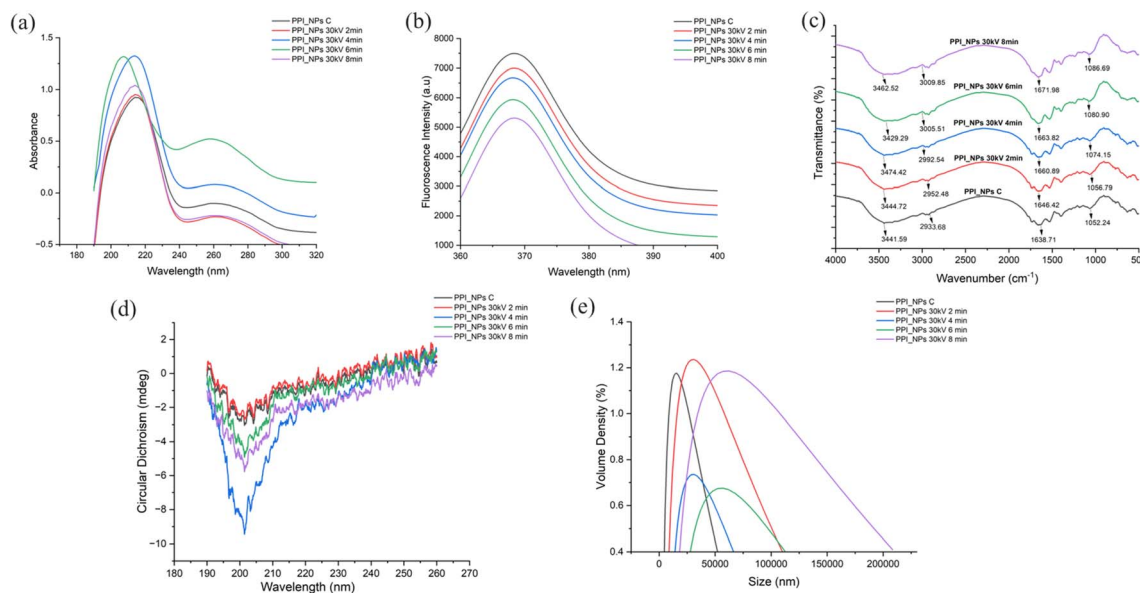 (a)
PPI_NPs C
PPI_NPs 30kV 2min
PPI_NPs 30kV 4min
PPI_NPs 30kV 6min
PPI_NPs 30kV 8min
1.5
1.0
0.5
0.0
-0.5
Absorbance
180 200 220 240 260 280 300 320
Wavelength (nm)
(b)
PPI_NPs C
PPI_NPs 30kV 2 min
PPI_NPs 30kV 4 min
PPI_NPs 30kV 6 min
PPI_NPs 30 kV 8 min
8000
7000
6000
5000
4000
3000
2000
1000
Fluorescence Intensity (a.u)
360 370 380 390 400
Wavelength (nm)
(c)
Transmittance (%)
PPI_NPs 30kV 8min
3462.52 3009.85 1671.98 1086.69
PPI_NPs 30kV 6min
3429.29 3005.51 1663.82 1080.90
PPI_NPs 30kV 4min
3474.42 2992.54 1660.89 1074.15
PPI_NPs 30kV 2min
3444.72 2952.48 1646.42 1056.79
PPI_NPs C
3441.59 2933.68 1638.71 1052.24
4000 3500 3000 2500 2000 1500 1000 500
Wavenumber (cm⁻¹)
(d)
PPI_NPs C
PPI_NPs 30kV 2 min
PPI_NPs 30kV 4 min
PPI_NPs 30kV 6 min
PPI_NPs 30kV 8 min
2
0
−2
−4
−6
−8
−10
Circular Dichroism (mdeg)
180 190 200 210 220 230 240 250 260 270
Wavelength (nm)
(e)
PPI_NPs C
PPI_NPs 30kV 2 min
PPI_NPs 30kV 4 min
PPI_NPs 30kV 6 min
PPI_NPs 30kV 8 min
1.4
1.2
1.0
0.8
0.6
0.4
Volume Density (%)
0 50000 100000 150000 200000
Size (nm)